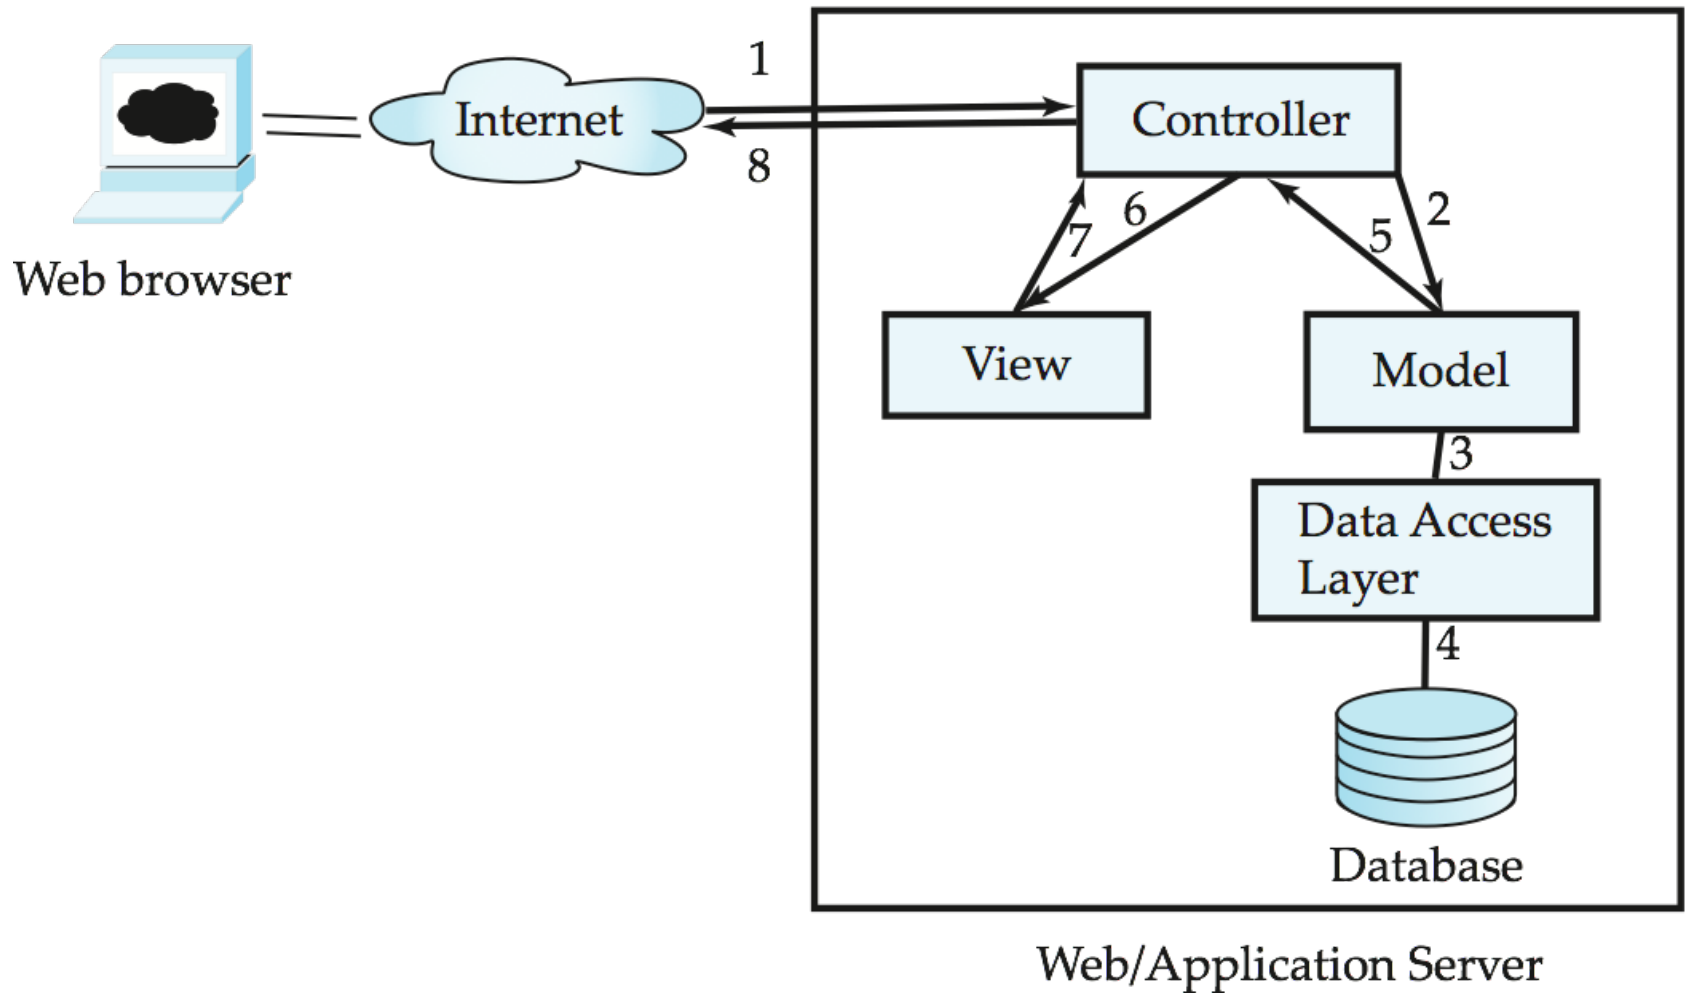 1
Internet
Controller
8
Web browser
6
7
5
2
View
Model
3
Data Access
Layer
4
Database
Web/Application Server